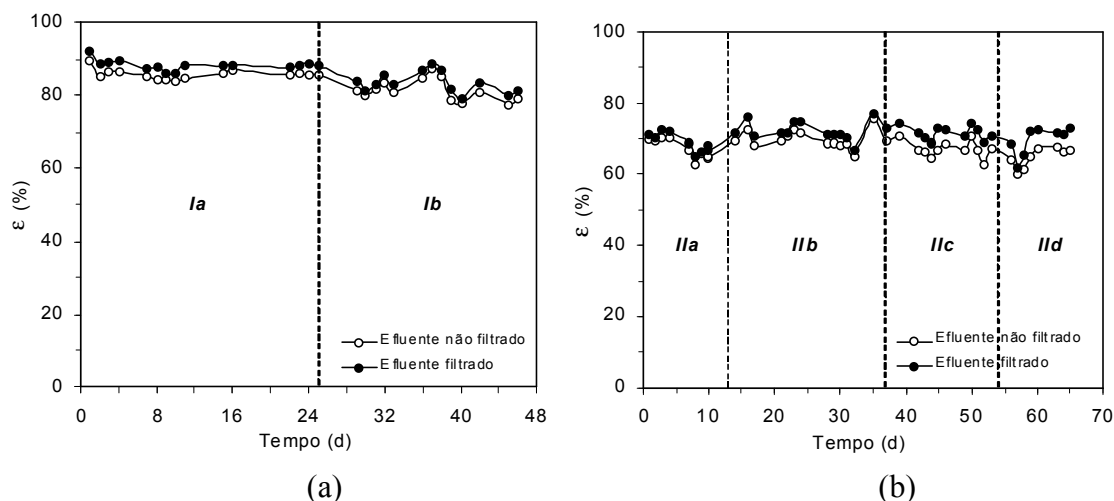 100
80
60
40
20
0
ε (%)
Ia
Ib
Efluente não filtrado
Efluente filtrado
0 8 16 24 32 40 48
Tempo (d)
(a)
100
80
60
40
20
0
ε (%)
IIa
IIb
IIc
IId
Efluente não filtrado
Efluente filtrado
0 10 20 30 40 50 60 70
Tempo (d)
(b)